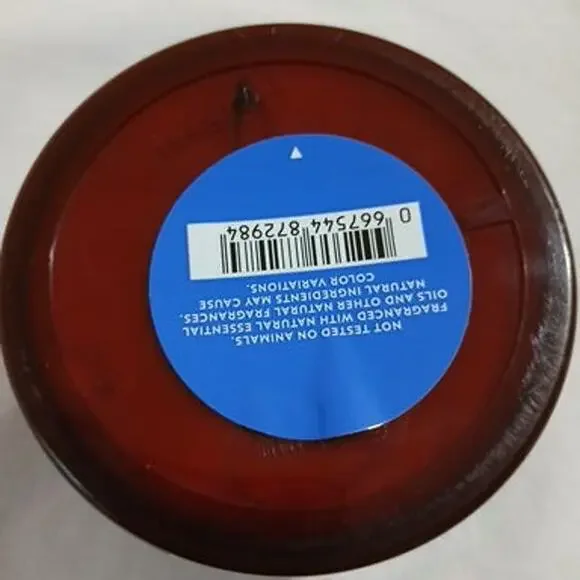 NOT TESTED ON ANIMALS.
FRAGRANCED WITH NATURAL ESSENTIAL
OILS AND OTHER NATURAL FRAGRANCES.
NATURAL INGREDIENTS MAY CAUSE
COLOR VARIATIONS.
0 667544 872984